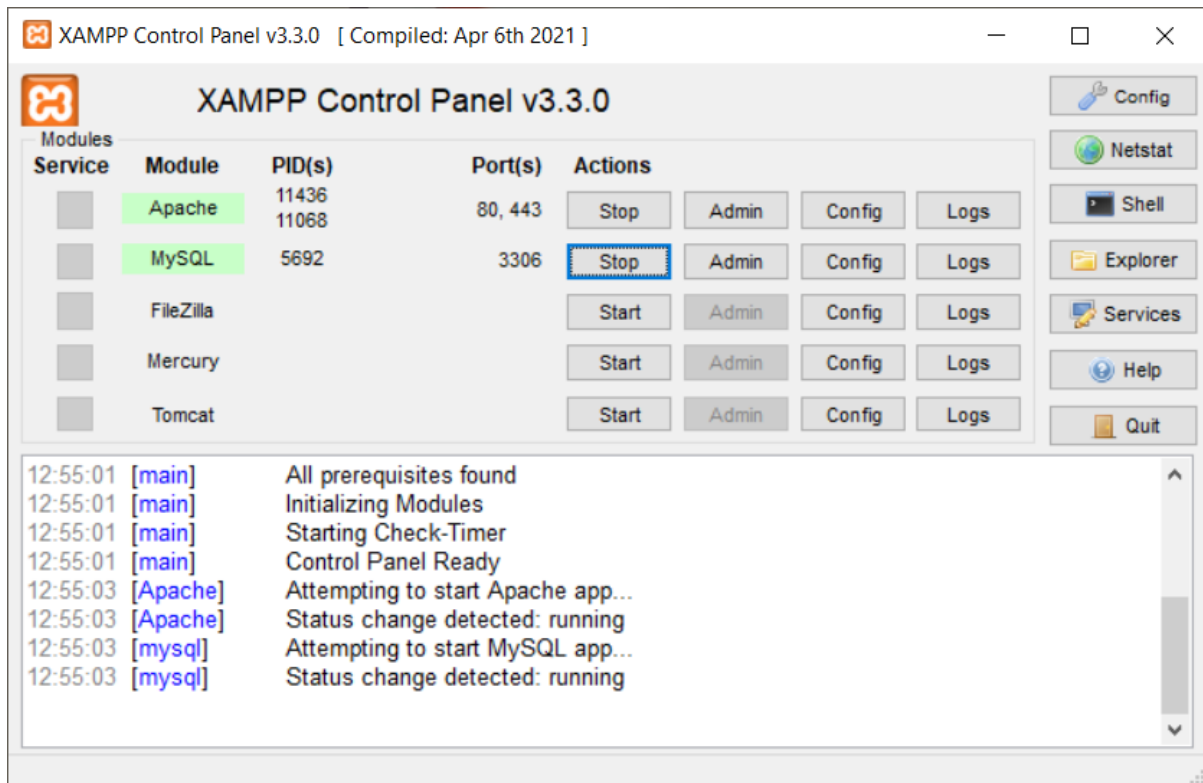 XAMPP Control Panel v3.3.0 [ Compiled: Apr 6th 2021 ]
XAMPP Control Panel v3.3.0
Config
Netstat
Shell
Explorer
Services
Help
Quit
Modules
Service Module PID(s) Port(s) Actions
Apache 11436 11068 80, 443 Stop Admin Config Logs
MySQL 5692 3306 Stop Admin Config Logs
FileZilla Start Admin Config Logs
Mercury Start Admin Config Logs
Tomcat Start Admin Config Logs
12:55:01 [main] All prerequisites found
12:55:01 [main] Initializing Modules
12:55:01 [main] Starting Check-Timer
12:55:01 [main] Control Panel Ready
12:55:03 [Apache] Attempting to start Apache app...
12:55:03 [Apache] Status change detected: running
12:55:03 [mysql] Attempting to start MySQL app...
12:55:03 [mysql] Status change detected: running